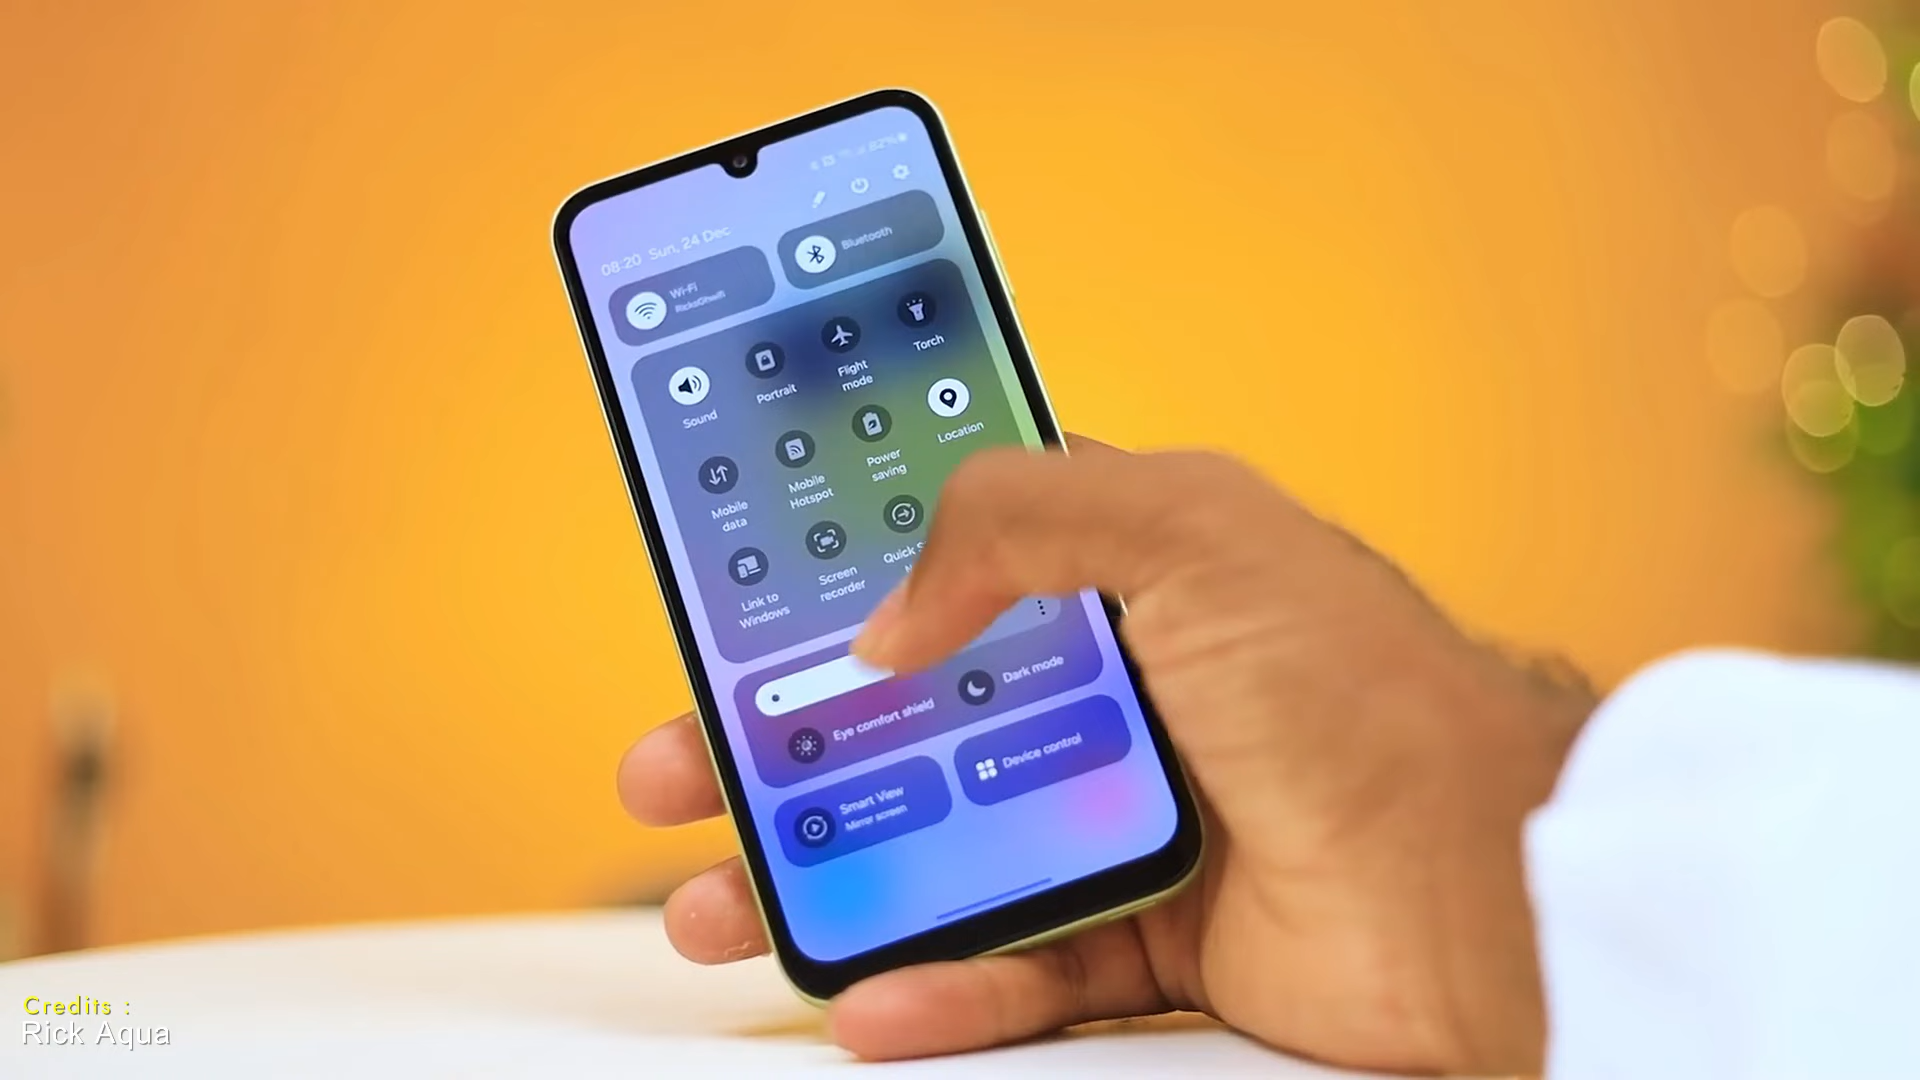 82%
08:20 Sun, 24 Dec
Wi-Fi
Bluetooth
Sound
Portrait
Flight
mode
Torch
Mobile
data
Mobile
Hotspot
Power
saving
Location
Link to
Windows
Screen
recorder
Quick S
Eye comfort shield
Dark mode
Smart View
Mirror screen
Device control
Credits :
Rick Aqua